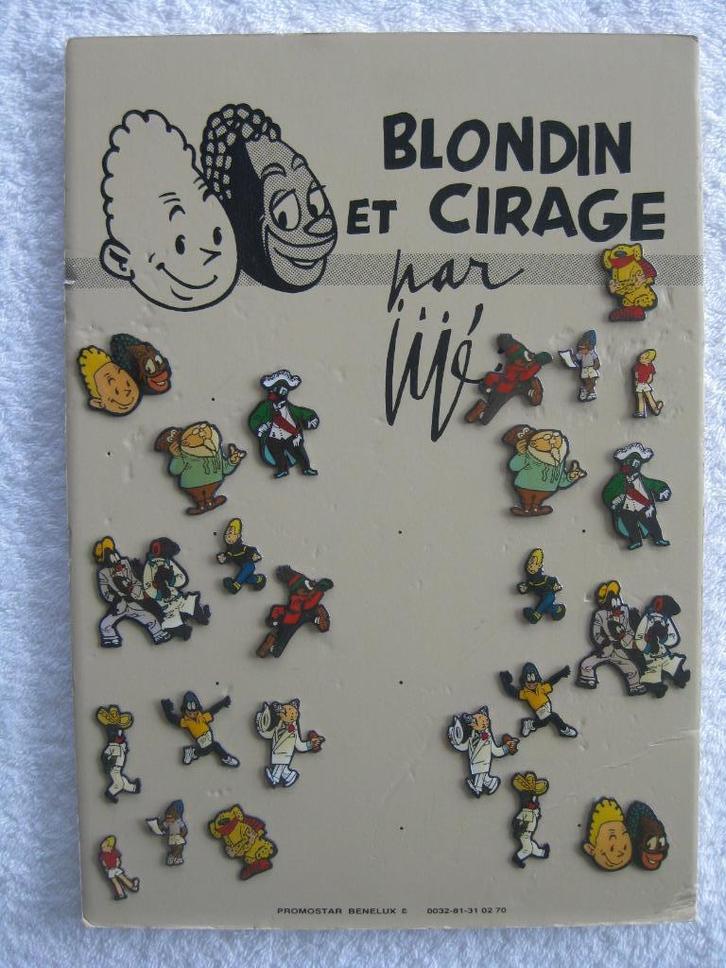 BLONDIN
ET CIRAGE
par
jijé
PROMOSTAR BENELUX © 0032-81-31 02 70